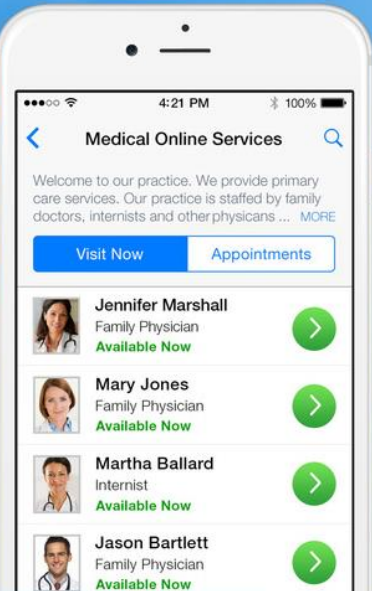 4:21 PM 100%
Medical Online Services
Welcome to our practice. We provide primary
care services. Our practice is staffed by family
doctors, internists and other physicans ... MORE
Visit Now Appointments
Jennifer Marshall
Family Physician
Available Now
Mary Jones
Family Physician
Available Now
Martha Ballard
Internist
Available Now
Jason Bartlett
Family Physician
Available Now